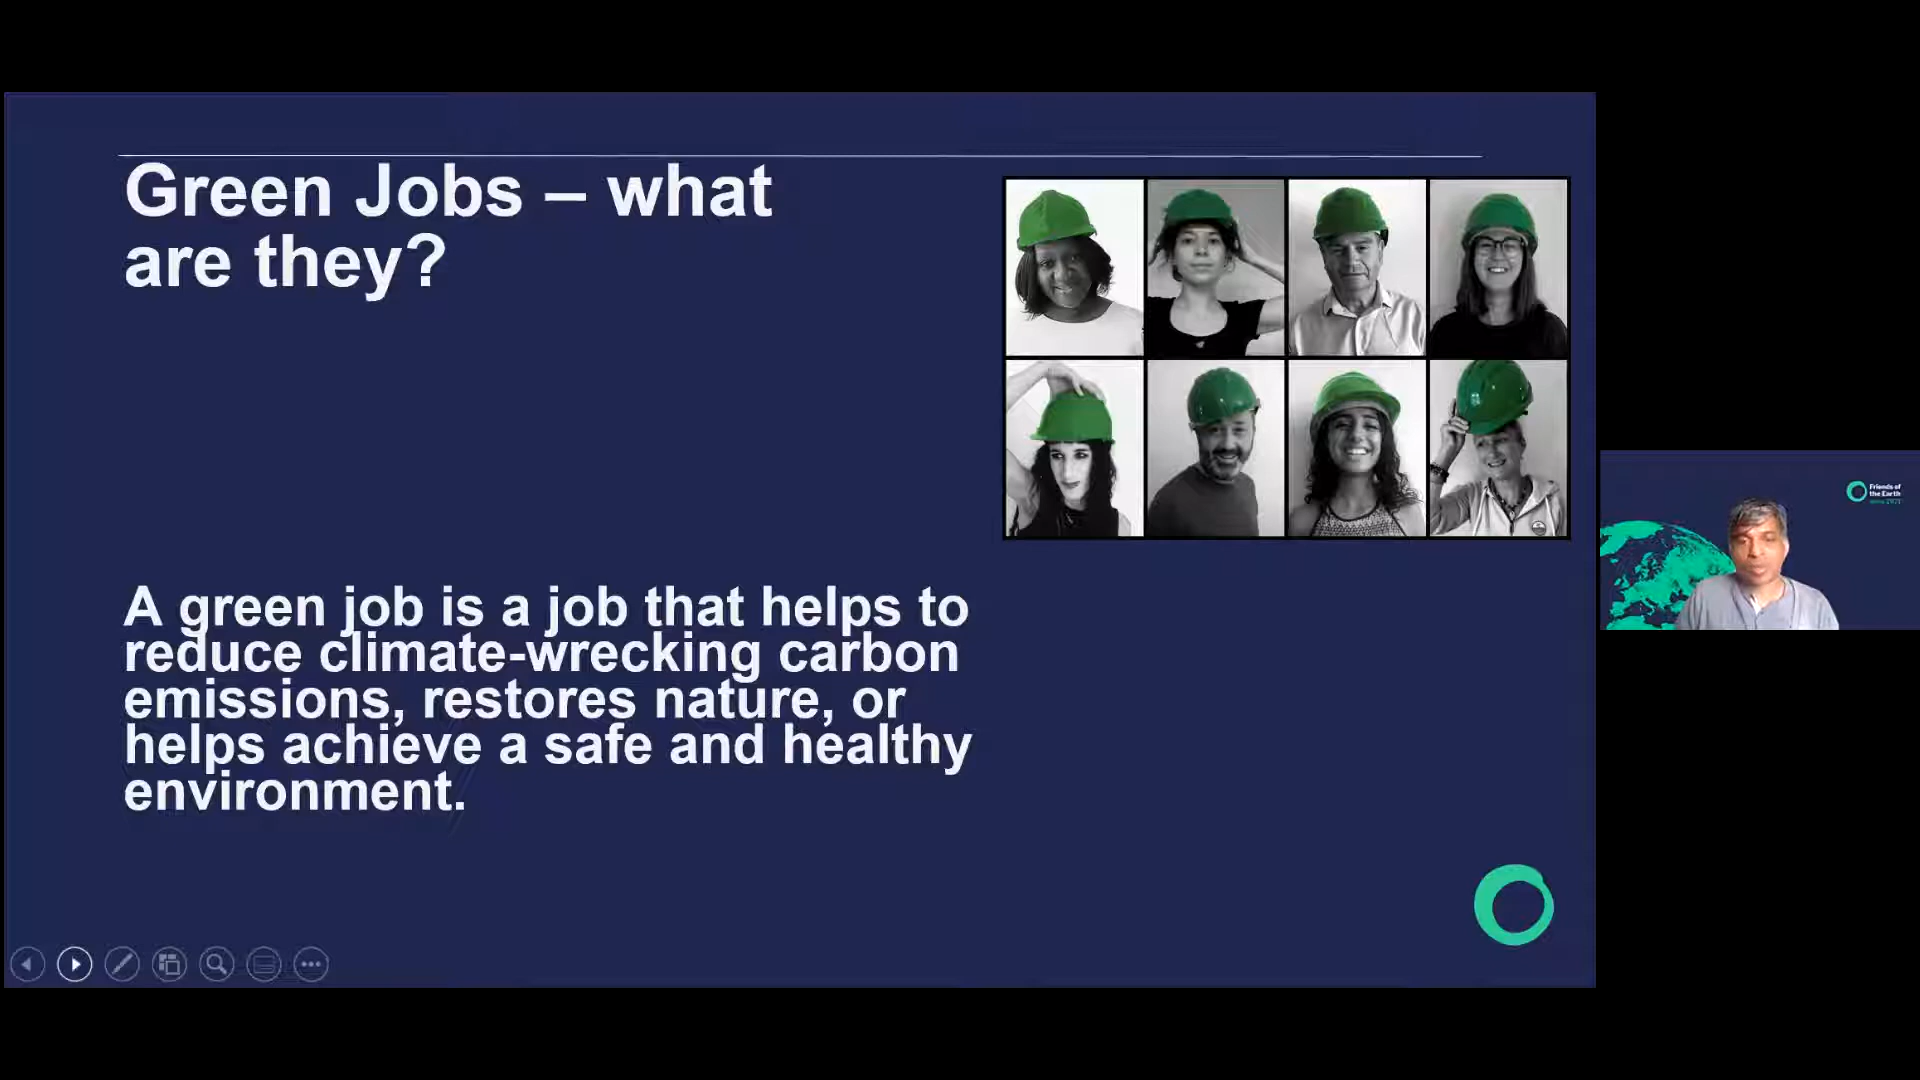 Green Jobs – what
are they?
A green job is a job that helps to
reduce climate-wrecking carbon
emissions, restores nature, or
helps achieve a safe and healthy
environment.
Friends of
the Earth